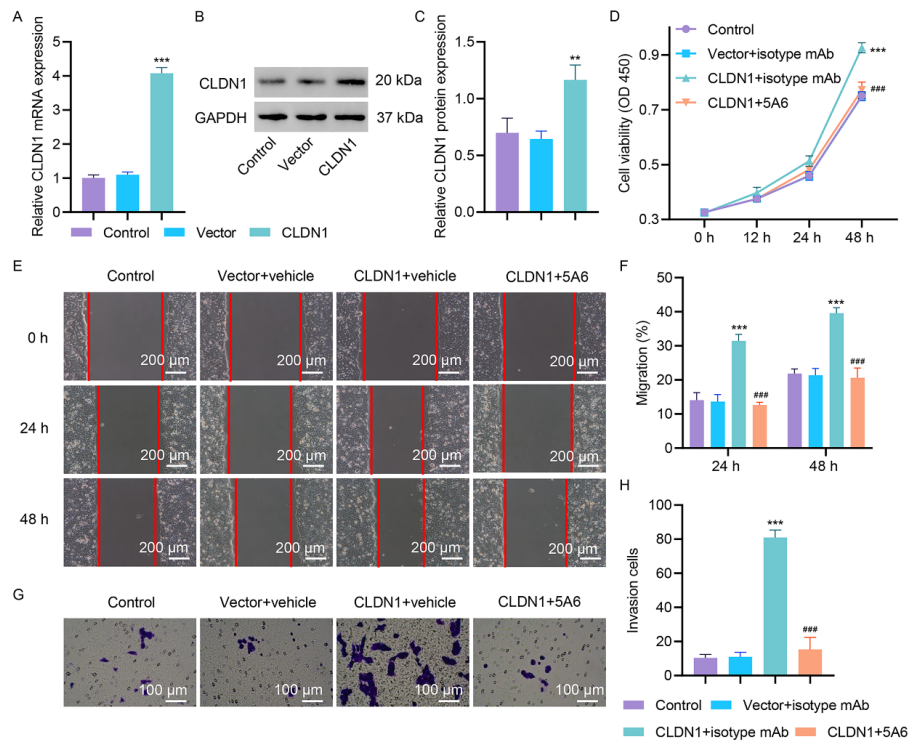 A
Relative CLDN1 mRNA expression
5
4
3
2
1
0
***
Control
Vector
CLDN1
B
CLDN1
20 kDa
GAPDH
37 kDa
Control
Vector
CLDN1
C
Relative CLDN1 protein expression
1.5
1.0
0.5
0.0
**
D
Cell viability (OD 450)
0.9
0.7
0.5
0.3
Control
Vector+isotype mAb
CLDN1+isotype mAb
CLDN1+5A6
***
###
0 h
12 h
24 h
48 h
E
Control
Vector+vehicle
CLDN1+vehicle
CLDN1+5A6
0 h
200 µm
200 µm
200 µm
200 µm
24 h
200 µm
200 µm
200 µm
200 µm
48 h
200 µm
200 µm
200 µm
200 µm
F
Migration (%)
50
40
30
20
10
0
***
###
***
###
24 h
48 h
G
Control
Vector+vehicle
CLDN1+vehicle
CLDN1+5A6
100 µm
100 µm
100 µm
100 µm
H
Invasion cells
100
80
60
40
20
0
***
###
Control
Vector+isotype mAb
CLDN1+isotype mAb
CLDN1+5A6